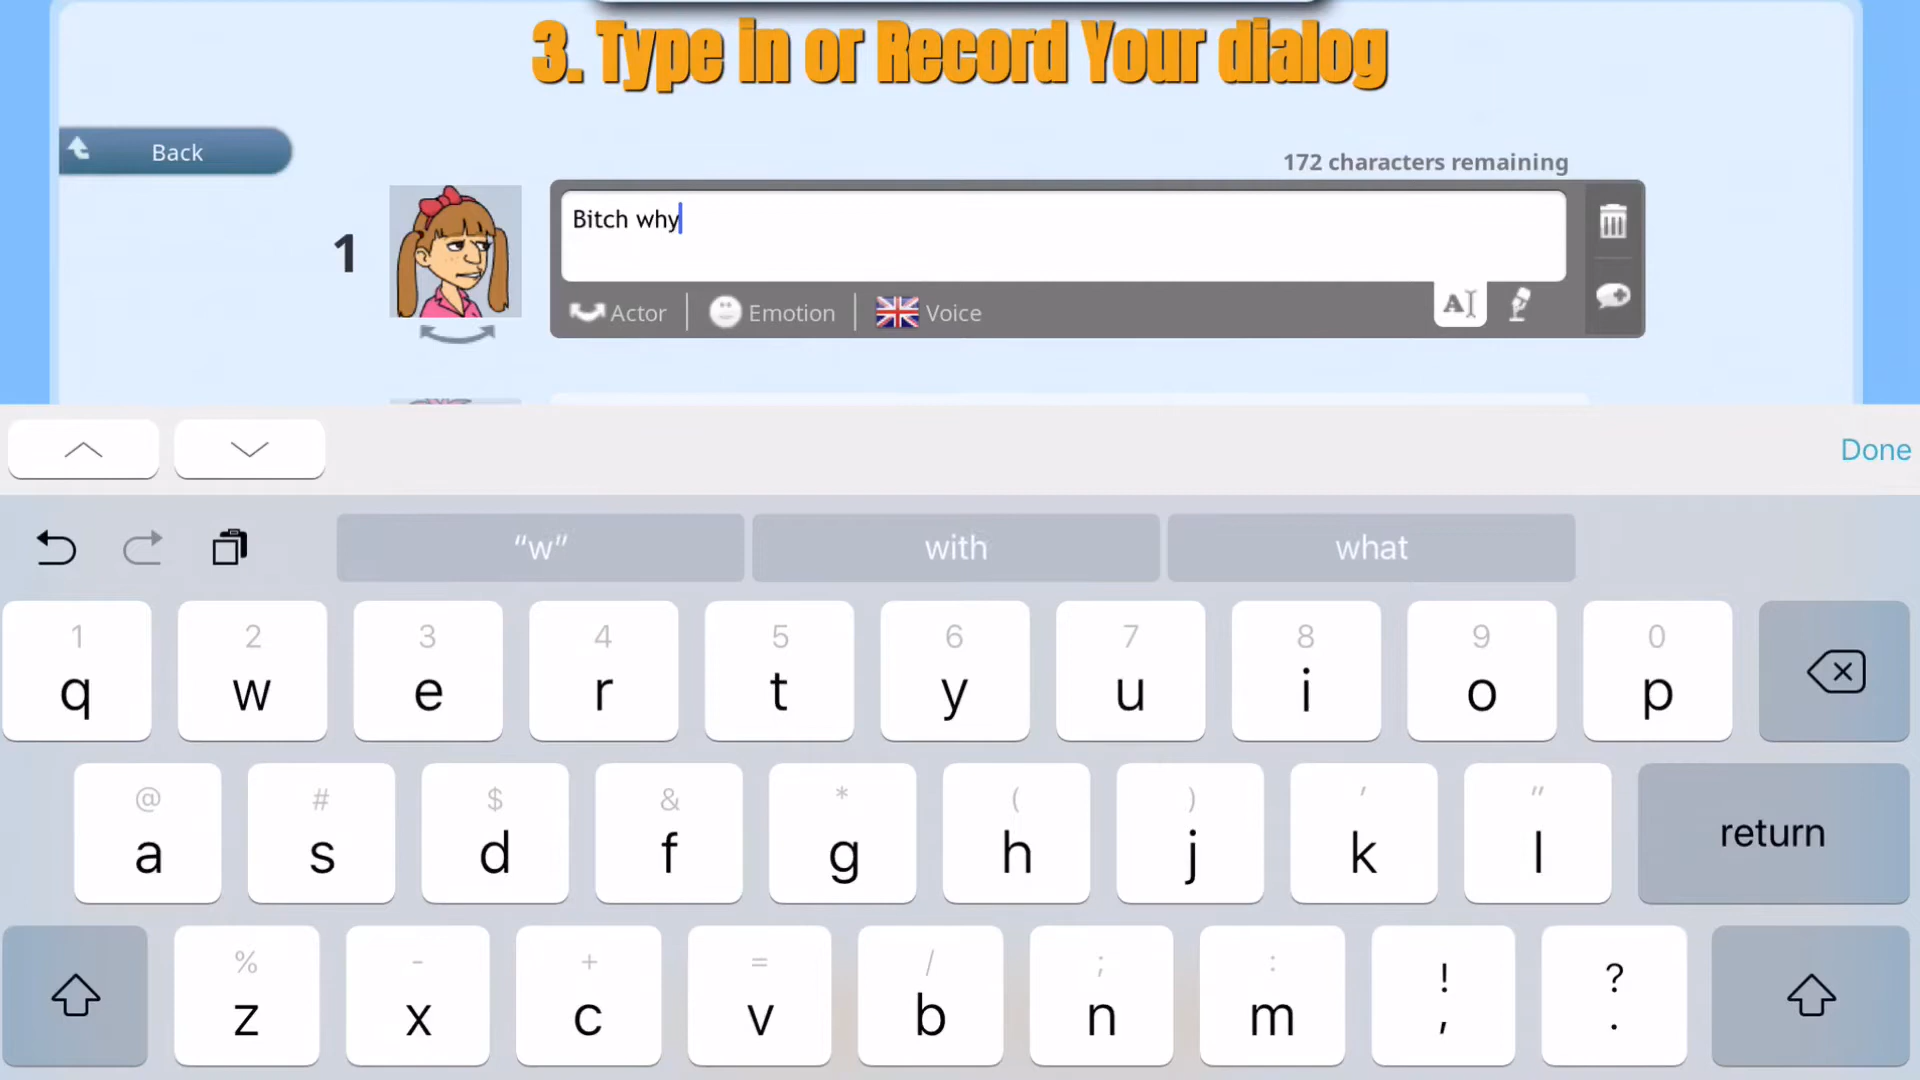 3. Type in or Record Your dialog
Back
172 characters remaining
1
Bitch why
Actor
Emotion
Voice
A
Done
"w"
with
what
1 2 3 4 5 6 7 8 9 0
q w e r t y u i o p
@ # $ & * ( ) ' "
a s d f g h j k l return
% - + = / ; : ! ?
z x c v b n m , .